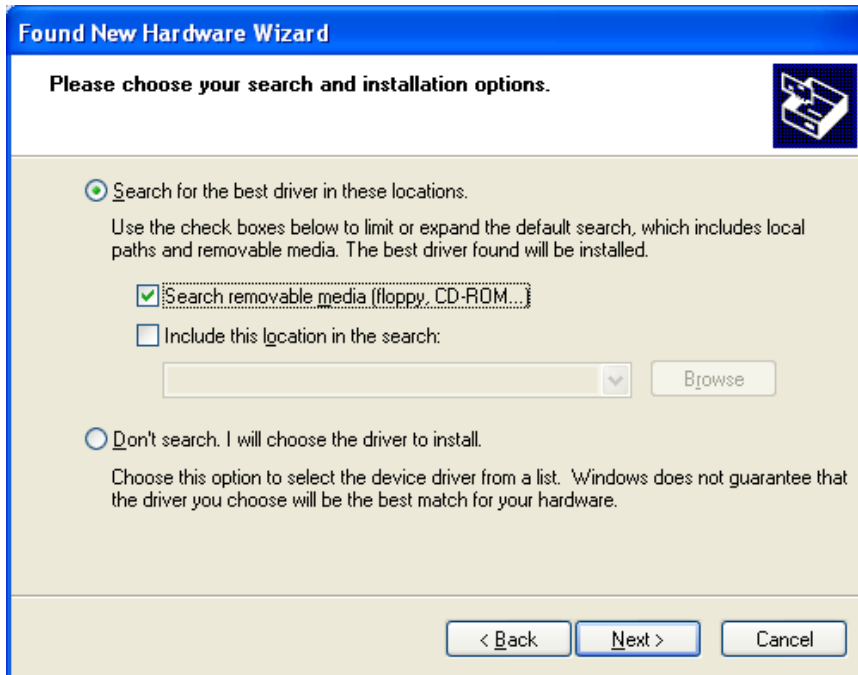 Found New Hardware Wizard
Please choose your search and installation options.
Search for the best driver in these locations.
Use the check boxes below to limit or expand the default search, which includes local
paths and removable media. The best driver found will be installed.
Search removable media (floppy, CD-ROM...)
Include this location in the search:
Browse
Don't search. I will choose the driver to install.
Choose this option to select the device driver from a list.  Windows does not guarantee that
the driver you choose will be the best match for your hardware.
< Back Next > Cancel